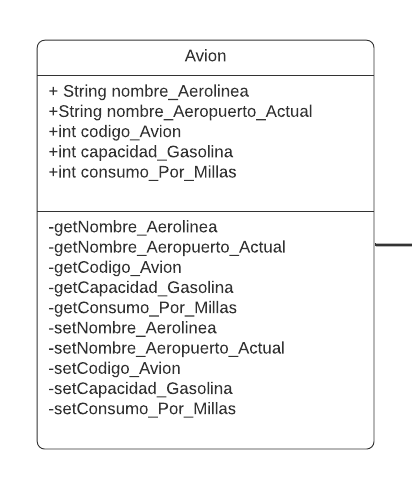 Avion
+ String nombre_Aerolinea
+String nombre_Aeropuerto_Actual
+int codigo_Avion
+int capacidad_Gasolina
+int consumo_Por_Millas
-getNombre_Aerolinea
-getNombre_Aeropuerto_Actual
-getCodigo_Avion
-getCapacidad_Gasolina
-getConsumo_Por_Millas
-setNombre_Aerolinea
-setNombre_Aeropuerto_Actual
-setCodigo_Avion
-setCapacidad_Gasolina
-setConsumo_Por_Millas